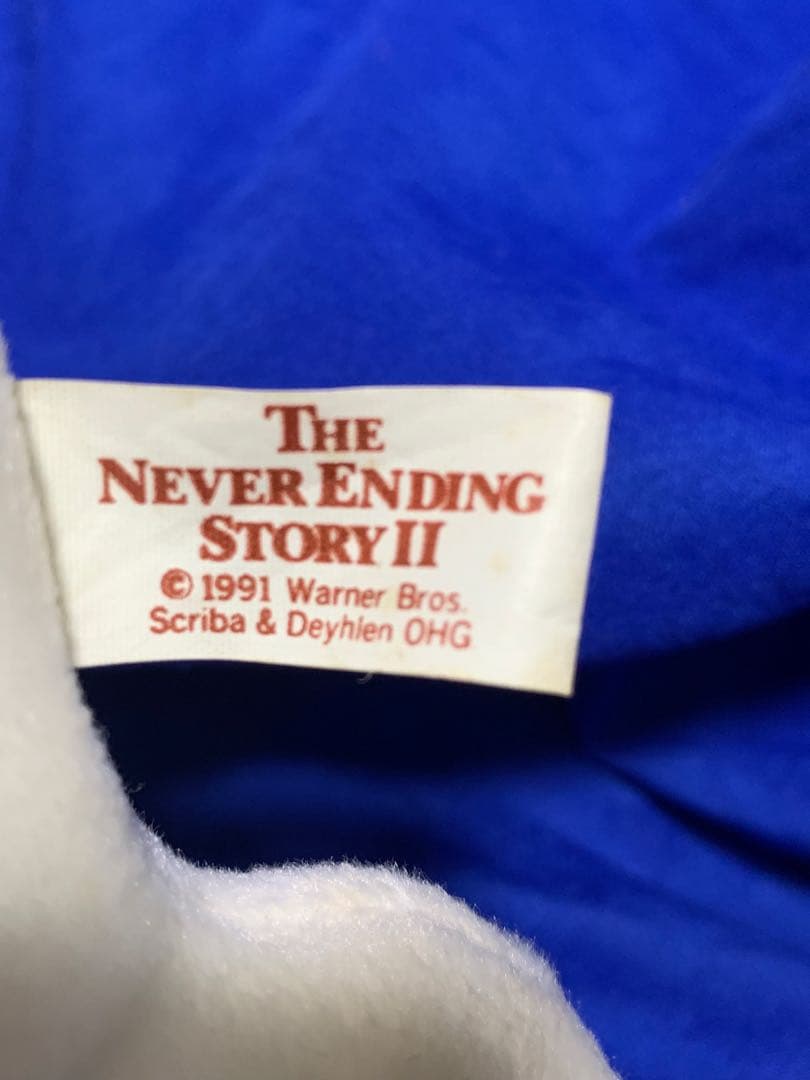 THE
NEVER ENDING
STORY II
© 1991 Warner Bros.
Scriba & Deyhlen OHG